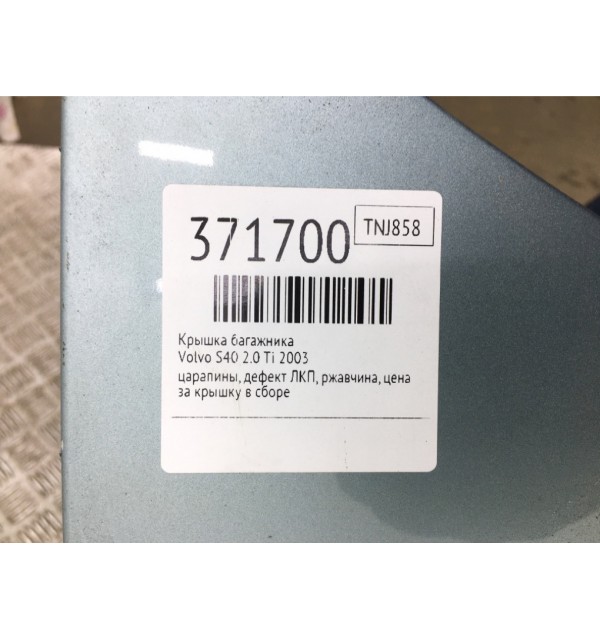 371700
TNJ858
Крышка багажника
Volvo S40 2.0 Ti 2003
царапины, дефект ЛКП, ржавчина, цена
за крышку в сборе